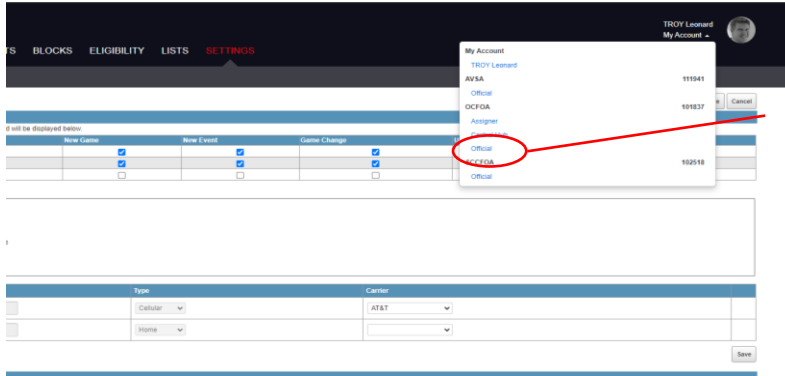 TROY Leonard
My Account
BLOCKS ELIGIBILITY LISTS SETTINGS
My Account
TROY Leonard
AVSA 111941
Official
OCFOA 101837
Assigner
Official
102518
Official
Cancel
d will be displayed below
New Game New Event Game Change
Type Carrier
Cellular AT&T
Home
Save